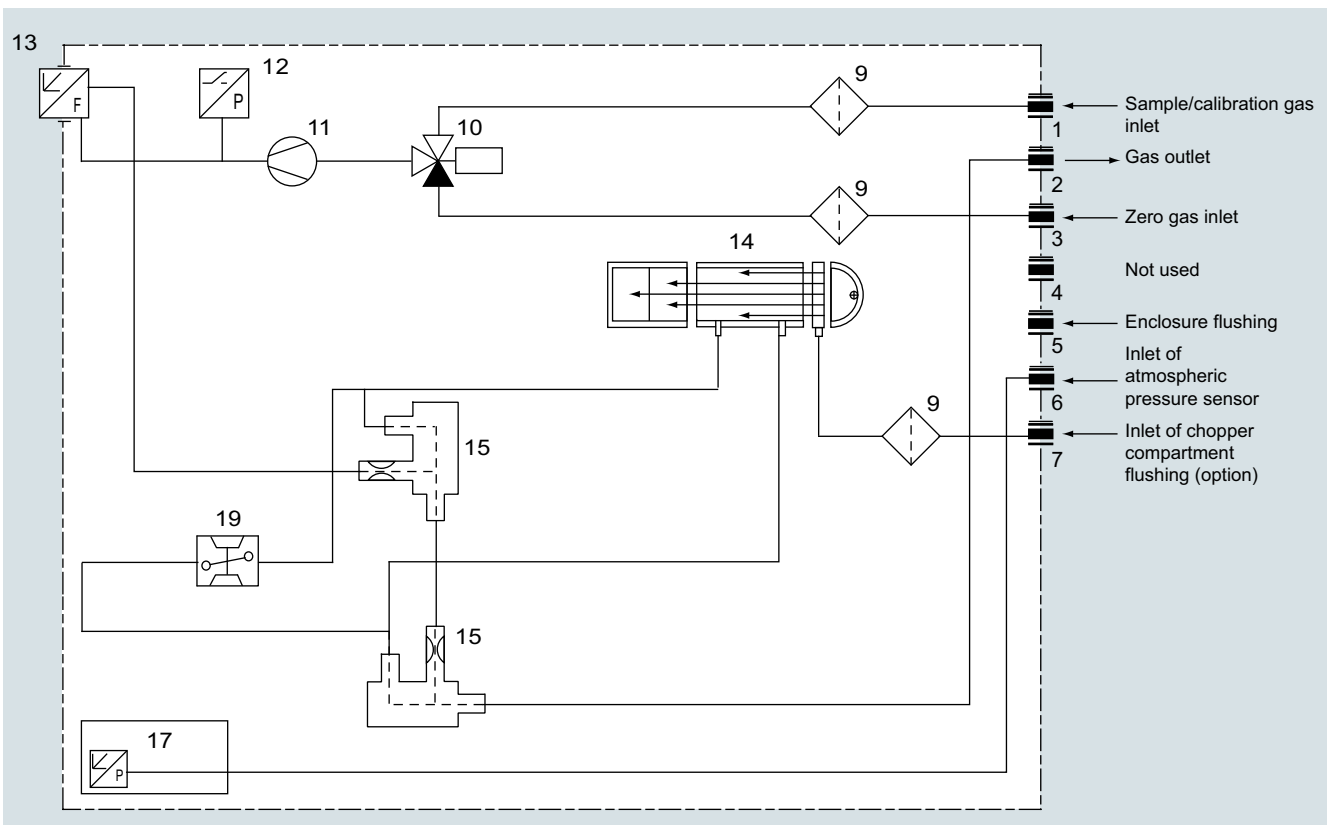 13
12
F
P
11
10
9
1
Sample/calibration gas
inlet
2
Gas outlet
9
3
Zero gas inlet
14
4
Not used
5
Enclosure flushing
6
Inlet of
atmospheric
pressure sensor
9
7
Inlet of chopper
compartment
flushing (option)
15
19
15
17
P